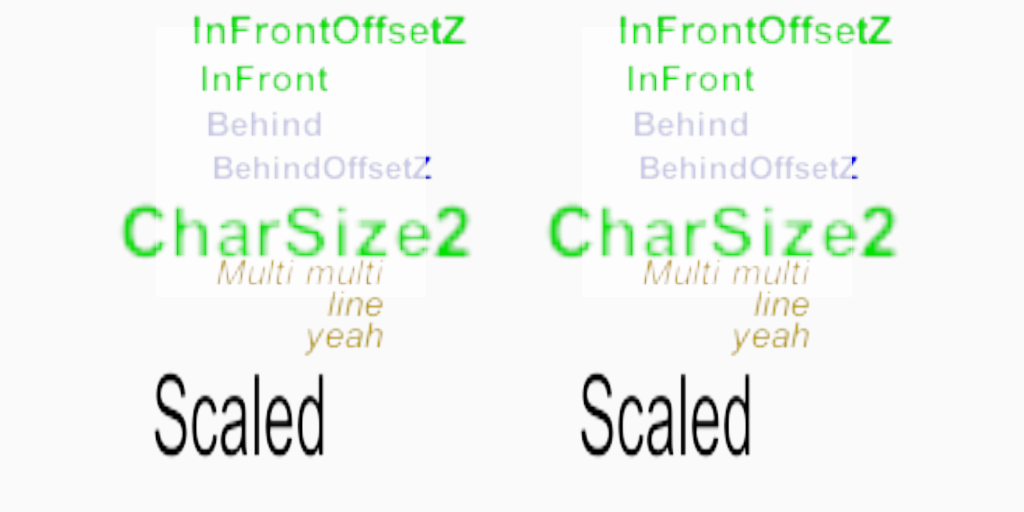 InFrontOffsetZ
InFront
Behind
BehindOffsetZ
CharSize2
Multi multi
line
yeah
Scaled
InFrontOffsetZ
InFront
Behind
BehindOffsetZ
CharSize2
Multi multi
line
yeah
Scaled